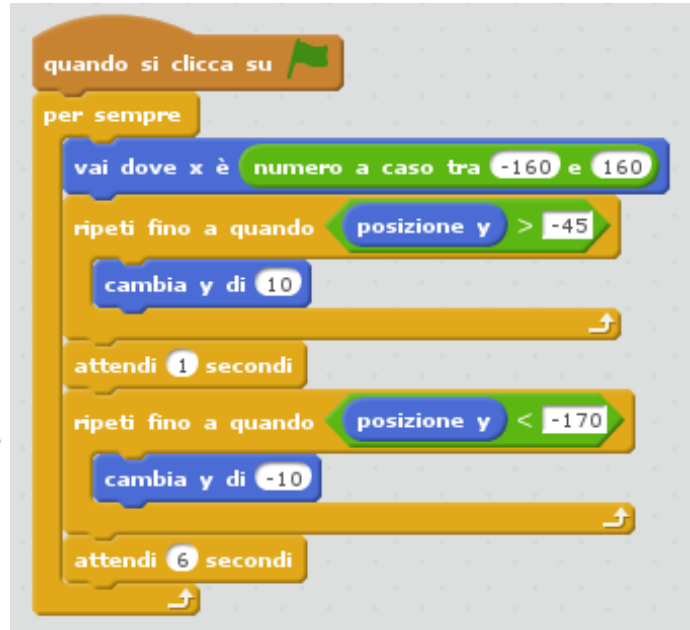 quando si clicca su
per sempre
vai dove x è numero a caso tra -160 e 160
ripeti fino a quando posizione y > -45
cambia y di 10
attendi 1 secondi
ripeti fino a quando posizione y < -170
cambia y di -10
attendi 6 secondi